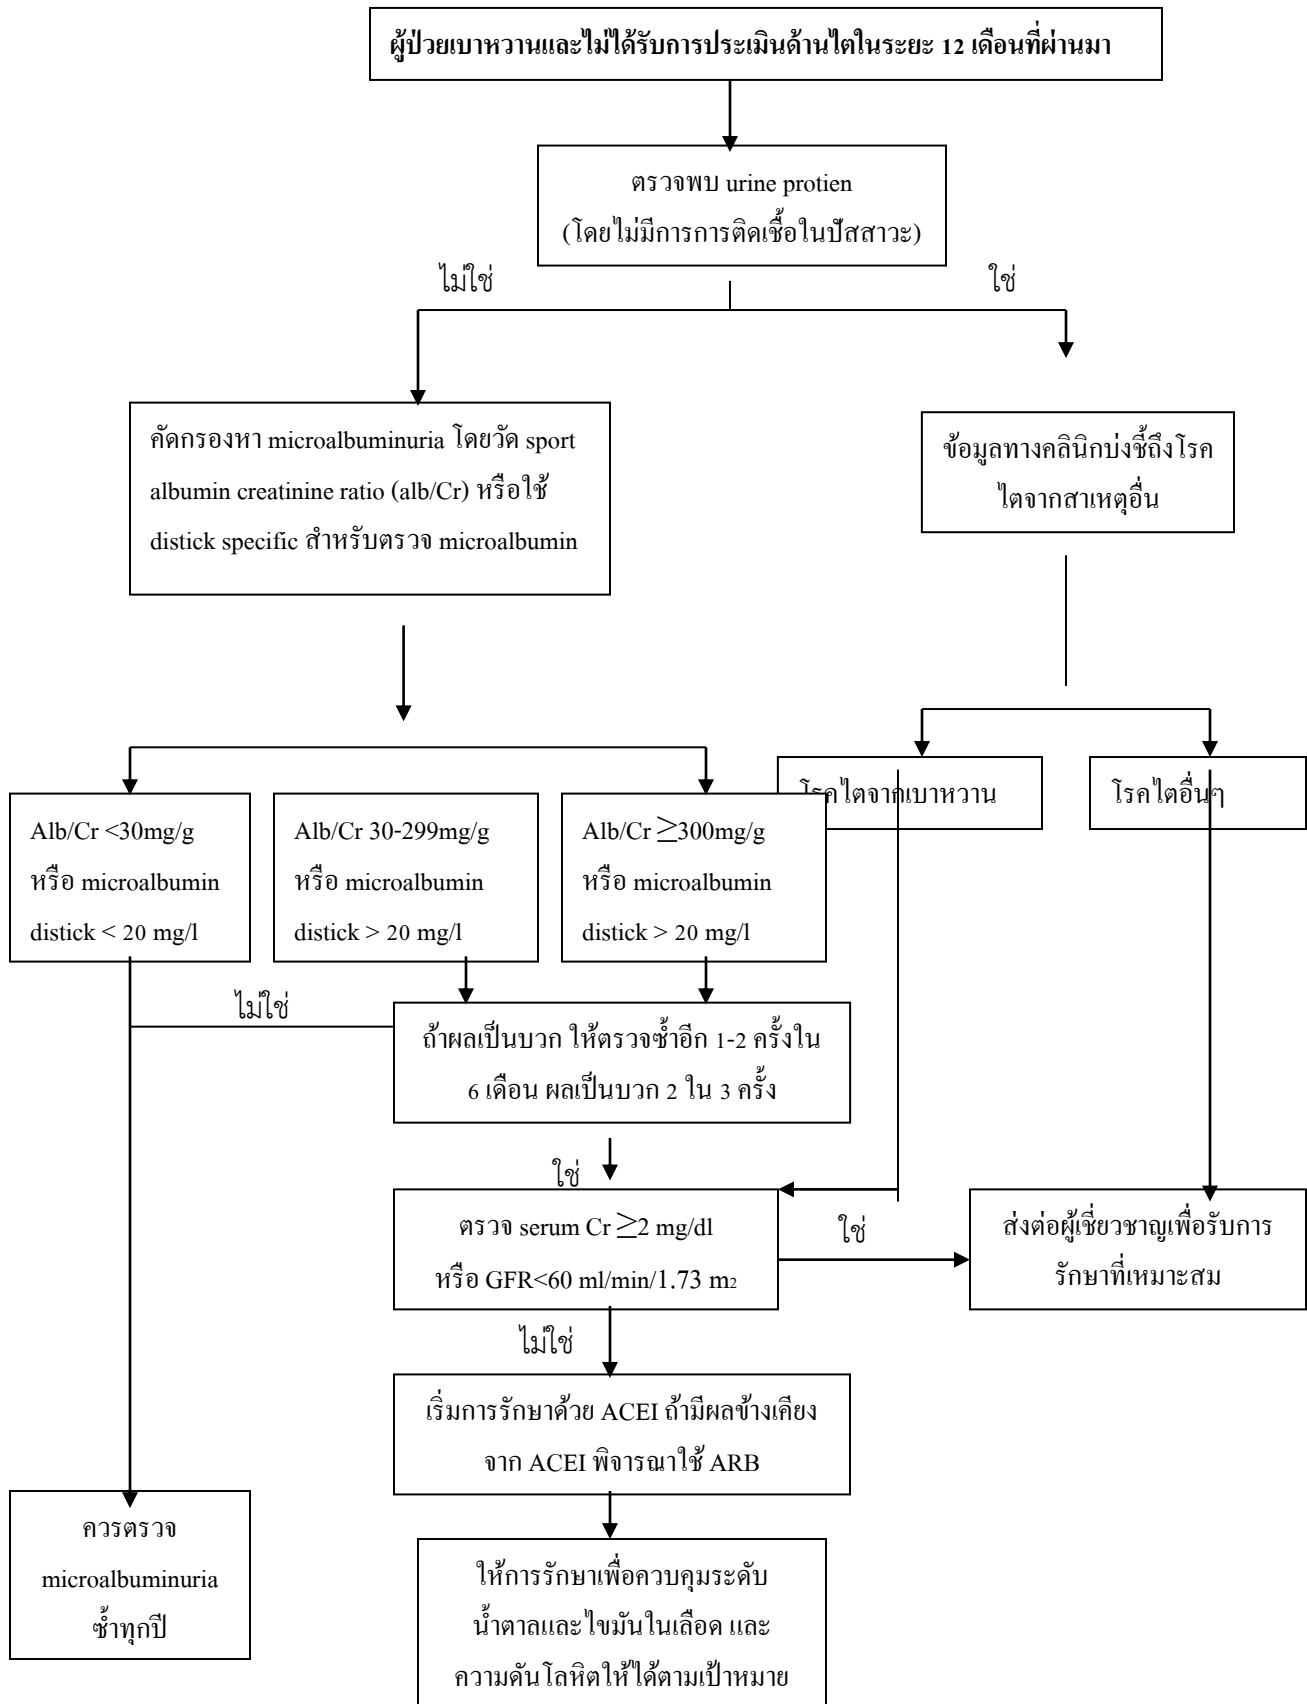 ผู้ป่วยเบาหวานและไม่ได้รับการประเมินด้านไตในระยะ 12 เดือนที่ผ่านมา
ตรวจพบ urine protien
(โดยไม่มีการการติดเชื้อในปัสสาวะ)
ไม่ใช่
ใช่
คัดกรองหา microalbuminuria โดยวัด sport
albumin creatinine ratio (alb/Cr) หรือใช้
distick specific สำหรับตรวจ microalbumin
ข้อมูลทางคลินิกบ่งชี้ถึงโรค
ไตจากสาเหตุอื่น
โรคไตจากเบาหวาน
โรคไตอื่นๆ
Alb/Cr <30mg/g
หรือ microalbumin
distick < 20 mg/l
Alb/Cr 30-299mg/g
หรือ microalbumin
distick > 20 mg/l
Alb/Cr ≥300mg/g
หรือ microalbumin
distick > 20 mg/l
ไม่ใช่
ถ้าผลเป็นบวก ให้ตรวจซ้ำอีก 1-2 ครั้งใน
6 เดือน ผลเป็นบวก 2 ใน 3 ครั้ง
ใช่
ตรวจ serum Cr ≥2 mg/dl
หรือ GFR<60 ml/min/1.73 m2
ใช่
ส่งต่อผู้เชี่ยวชาญเพื่อรับการ
รักษาที่เหมาะสม
ไม่ใช่
เริ่มการรักษาด้วย ACEI ถ้ามีผลข้างเคียง
จาก ACEI พิจารณาใช้ ARB
ควรตรวจ
microalbuminuria
ซ้ำทุกปี
ให้การรักษาเพื่อควบคุมระดับ
น้ำตาลและไขมันในเลือด และ
ความดันโลหิตให้ได้ตามเป้าหมาย